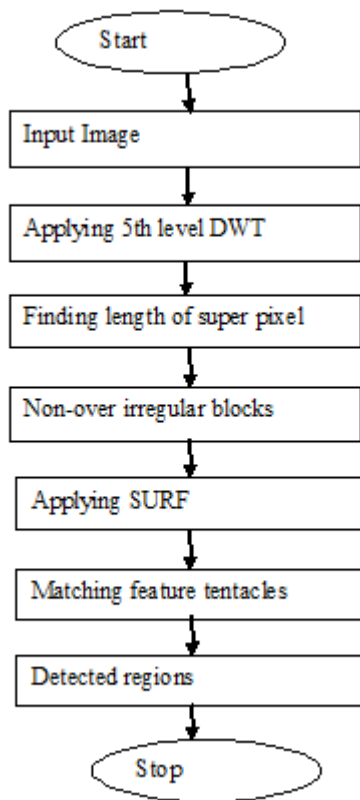 Start
Input Image
Applying 5th level DWT
Finding length of super pixel
Non-over irregular blocks
Applying SURF
Matching feature tentacles
Detected regions
Stop